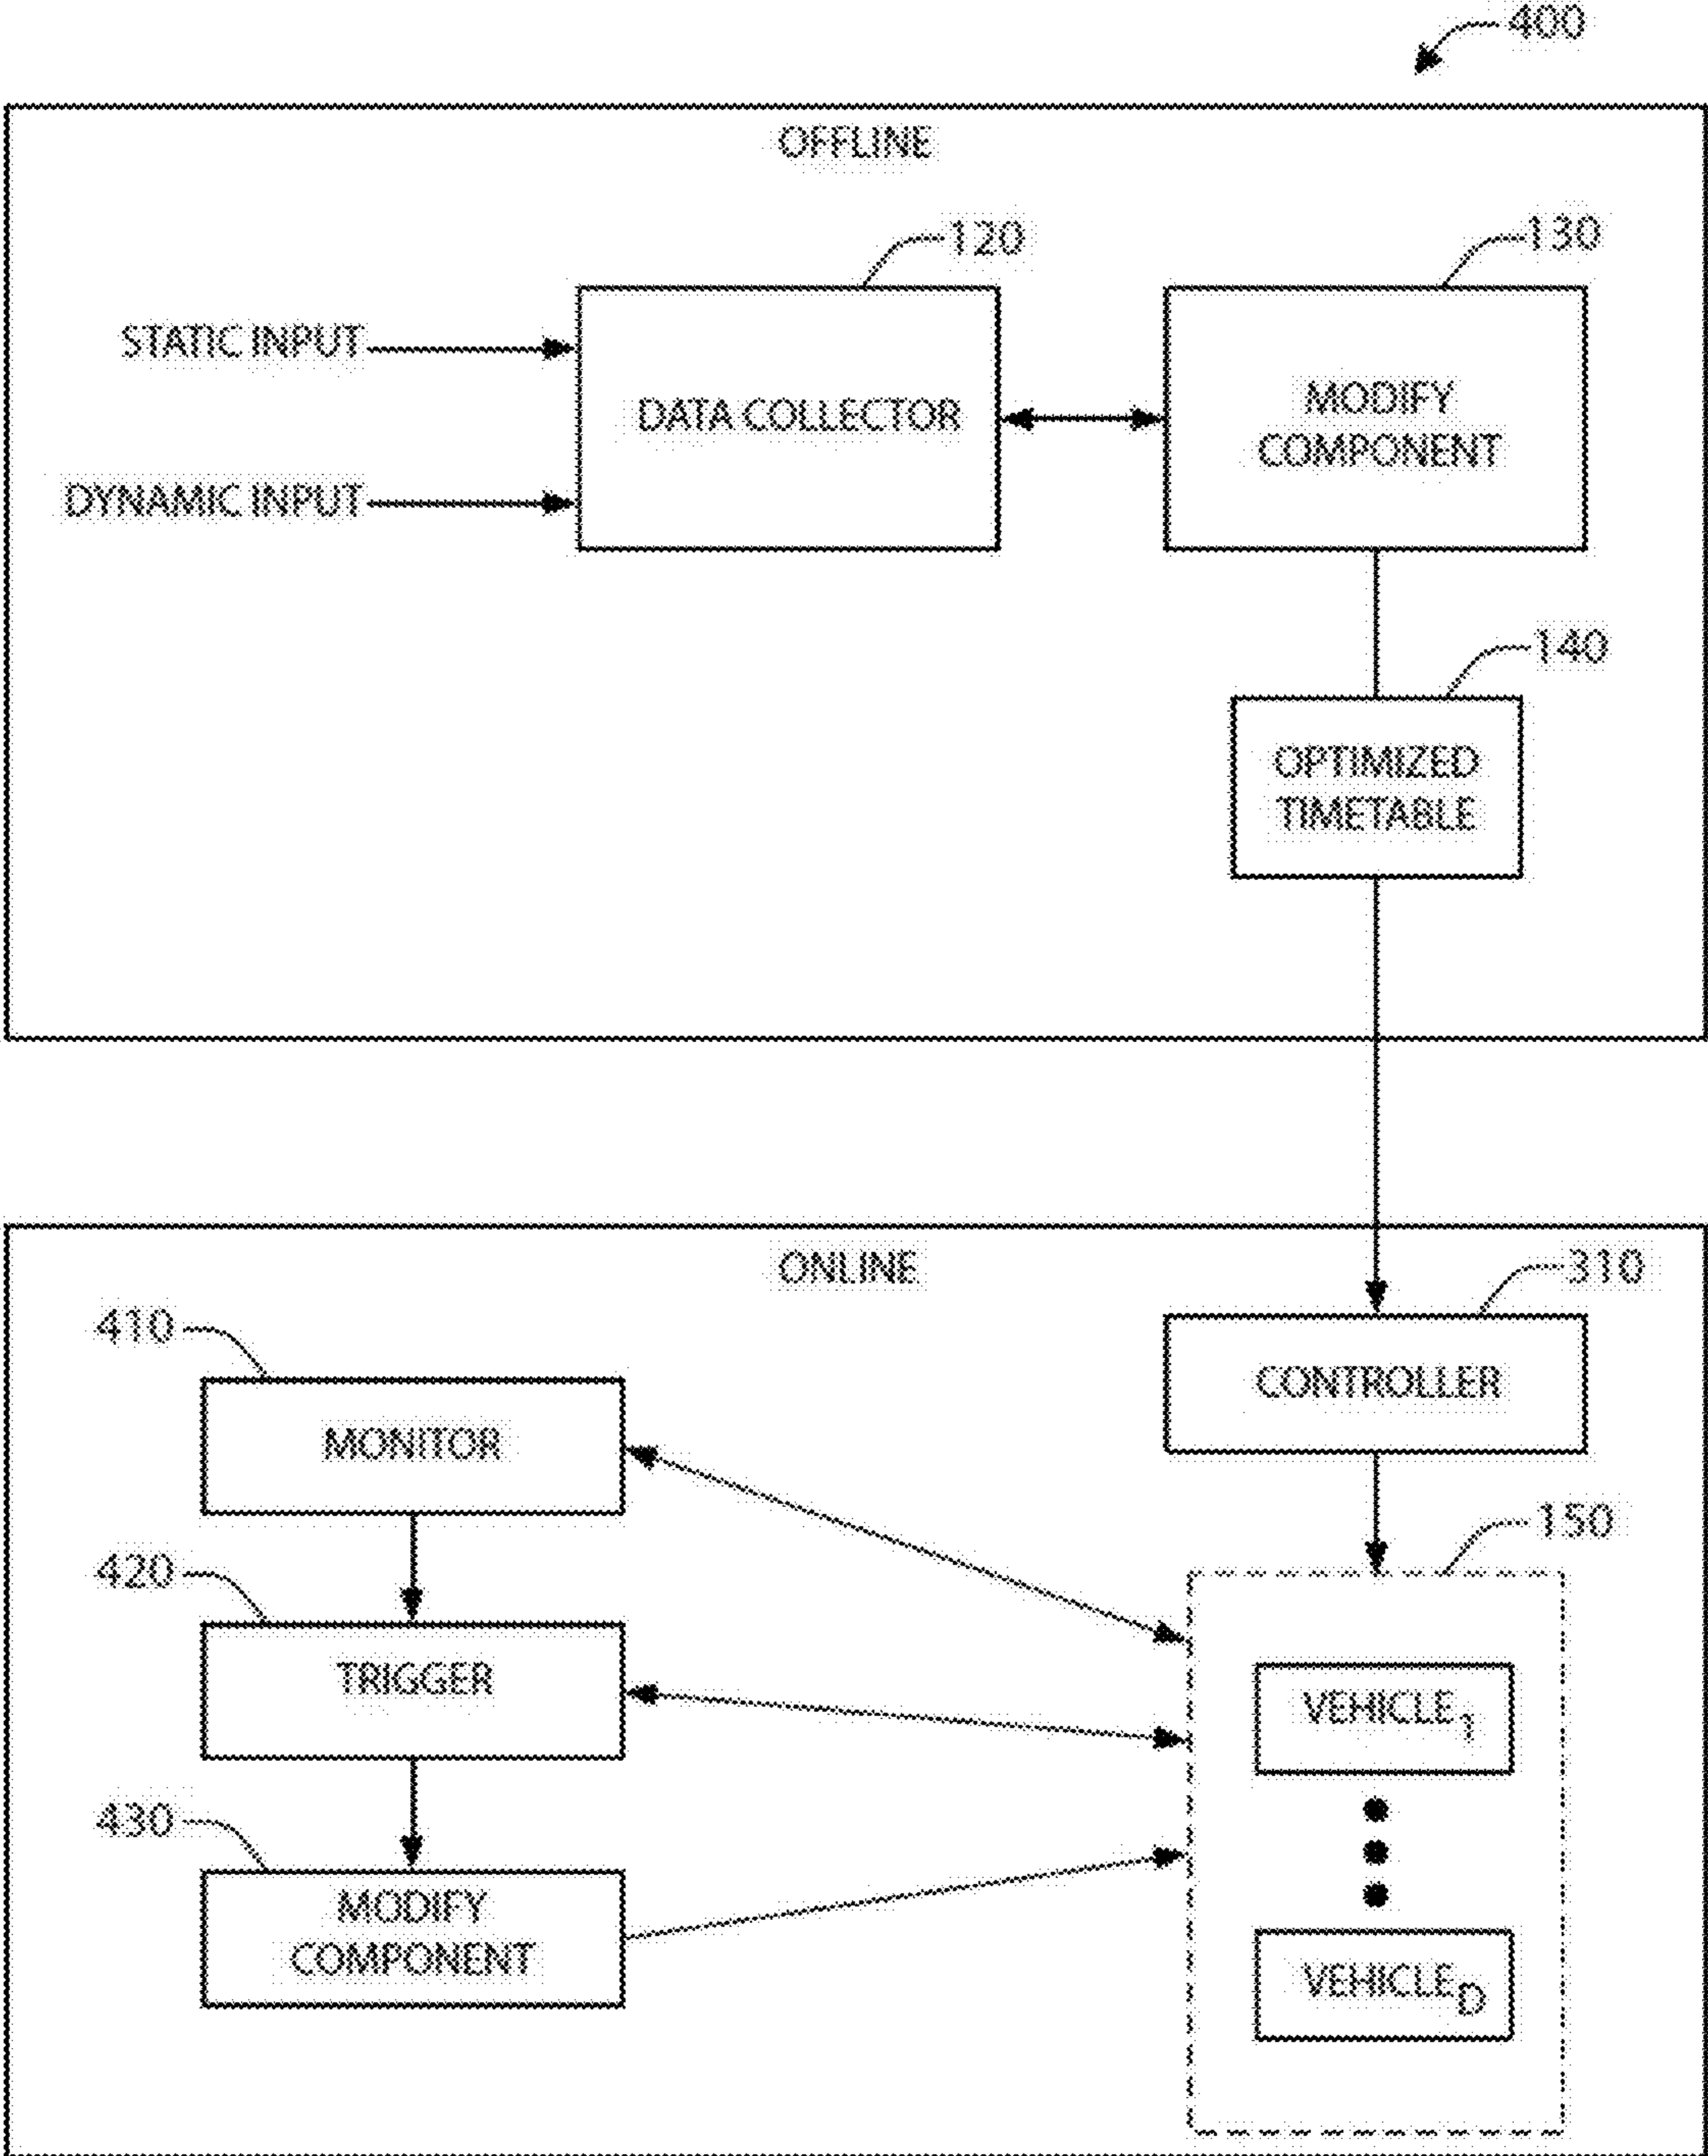 400
OFFLINE
120
130
STATIC INPUT
DATA COLLECTOR
MODIFY
COMPONENT
DYNAMIC INPUT
140
OPTIMIZED
TIMETABLE
ONLINE
310
410
CONTROLLER
MONITOR
150
420
TRIGGER
VEHICLE1
430
MODIFY
COMPONENT
VEHICLED